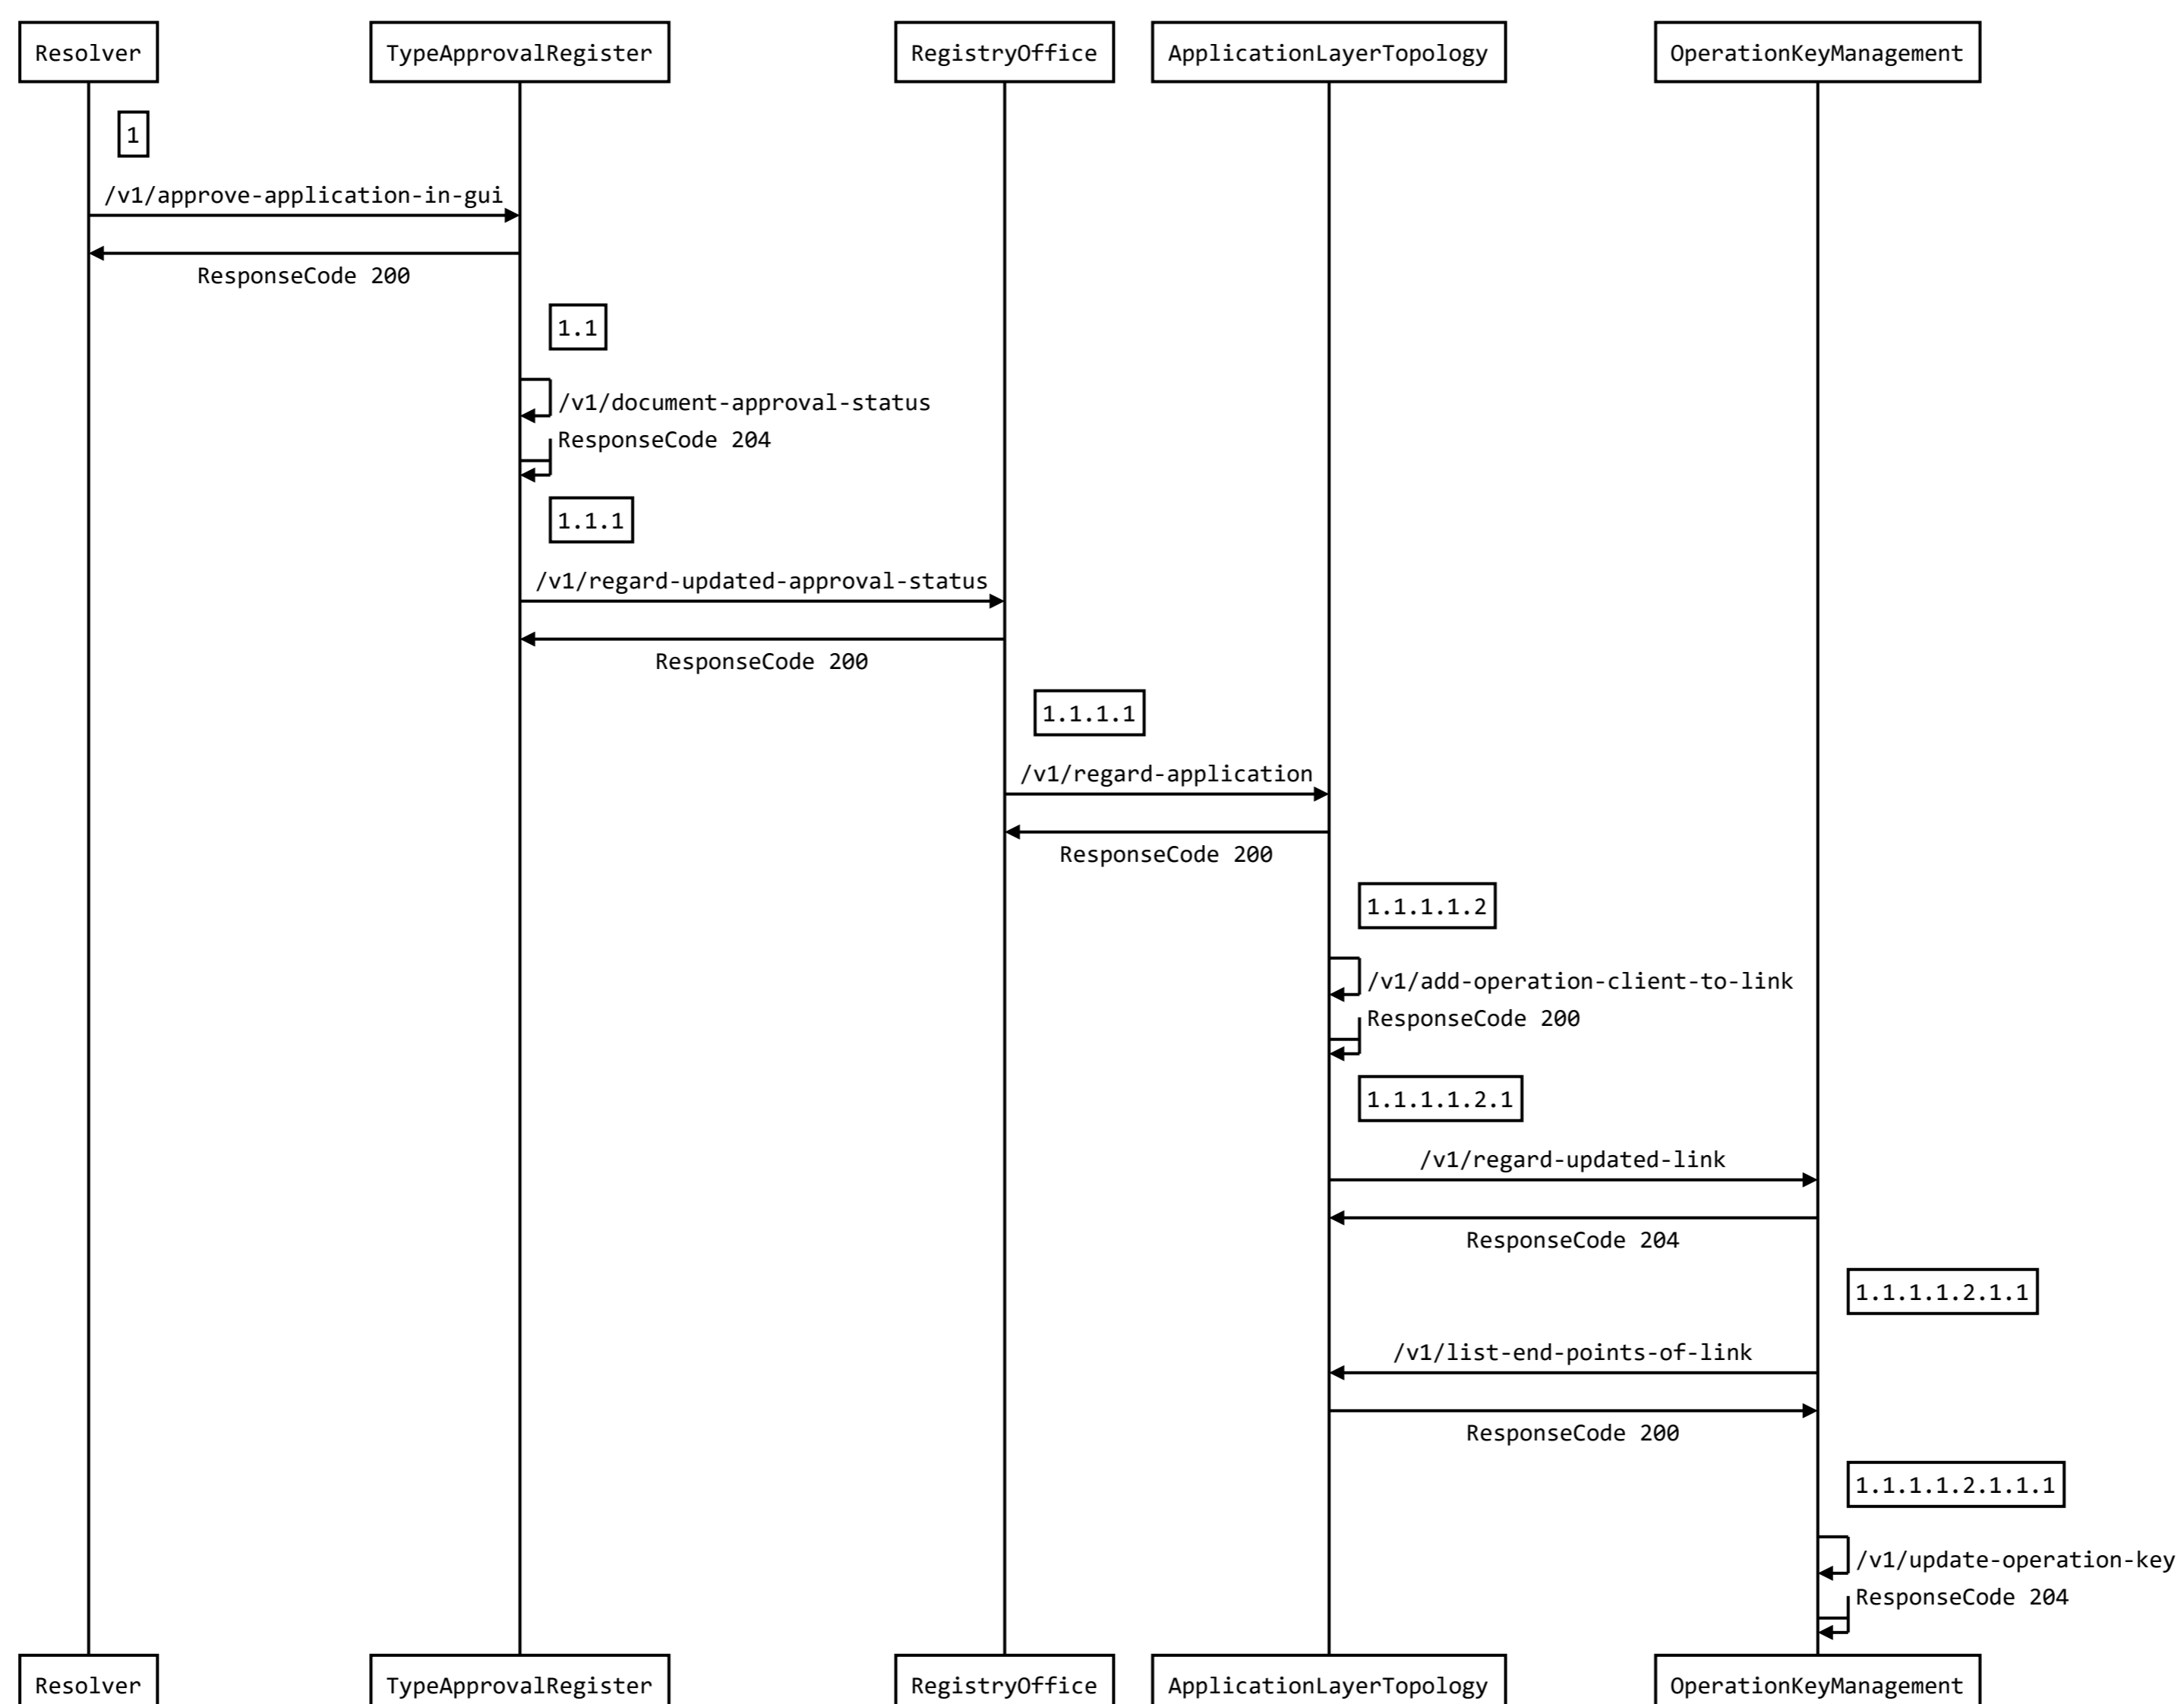 Resolver
TypeApprovalRegister
RegistryOffice
ApplicationLayerTopology
OperationKeyManagement
1
/v1/approve-application-in-gui
ResponseCode 200
1.1
/v1/document-approval-status
ResponseCode 204
1.1.1
/v1/regard-updated-approval-status
ResponseCode 200
1.1.1.1
/v1/regard-application
ResponseCode 200
1.1.1.1.2
/v1/add-operation-client-to-link
ResponseCode 200
1.1.1.1.2.1
/v1/regard-updated-link
ResponseCode 204
1.1.1.1.2.1.1
/v1/list-end-points-of-link
ResponseCode 200
1.1.1.1.2.1.1.1
/v1/update-operation-key
ResponseCode 204
Resolver
TypeApprovalRegister
RegistryOffice
ApplicationLayerTopology
OperationKeyManagement